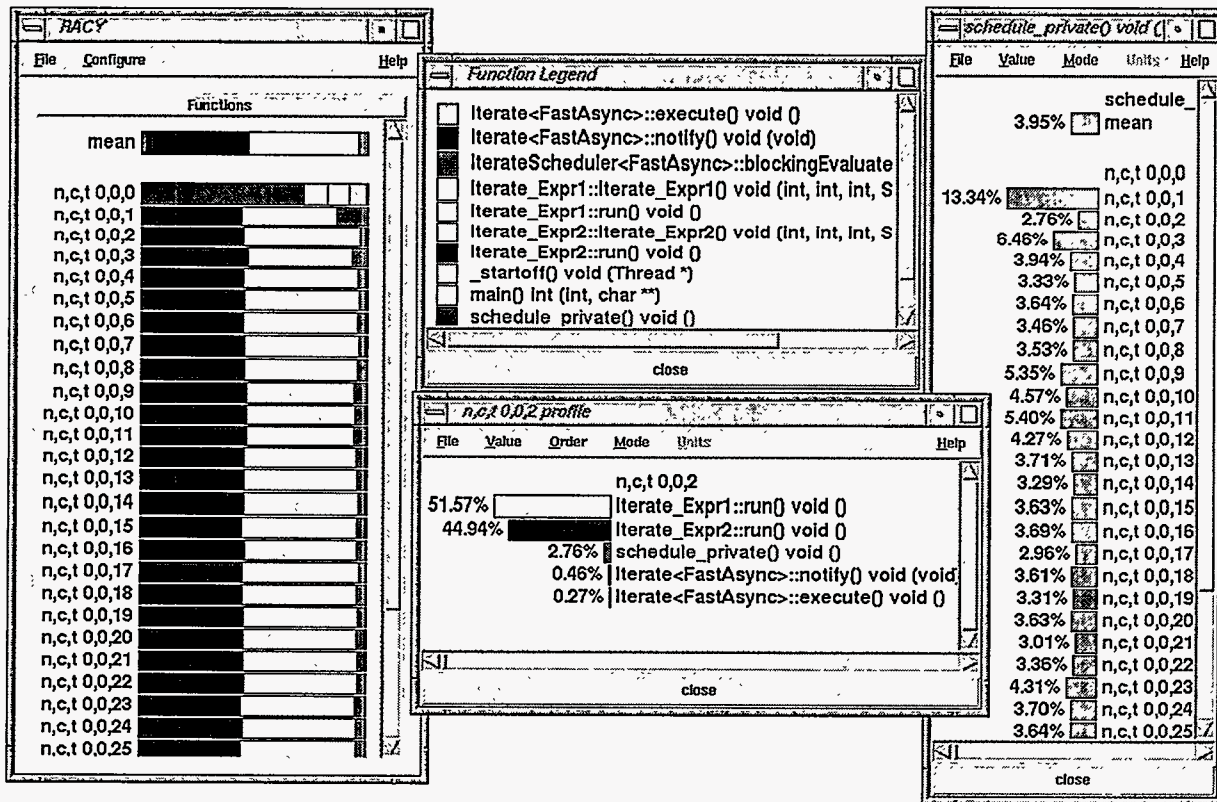 RACY
File Configure Help
Functions
mean
n,c,t 0,0,0
n,c,t 0,0,1
n,c,t 0,0,2
n,c,t 0,0,3
n,c,t 0,0,4
n,c,t 0,0,5
n,c,t 0,0,6
n,c,t 0,0,7
n,c,t 0,0,8
n,c,t 0,0,9
n,c,t 0,0,10
n,c,t 0,0,11
n,c,t 0,0,12
n,c,t 0,0,13
n,c,t 0,0,14
n,c,t 0,0,15
n,c,t 0,0,16
n,c,t 0,0,17
n,c,t 0,0,18
n,c,t 0,0,19
n,c,t 0,0,20
n,c,t 0,0,21
n,c,t 0,0,22
n,c,t 0,0,23
n,c,t 0,0,24
n,c,t 0,0,25
Function Legend
Iterate<FastAsync>::execute() void ()
Iterate<FastAsync>::notify() void (void)
IterateScheduler<FastAsync>::blockingEvaluate
Iterate_Expr1::Iterate_Expr1() void (int, int, int, S
Iterate_Expr1::run() void ()
Iterate_Expr2::Iterate_Expr2() void (int, int, int, S
Iterate_Expr2::run() void ()
_startoff() void (Thread *)
main() int (int, char **)
schedule_private() void ()
close
n,c,t 0,0,2 profile
File Value Order Mode Units Help
n,c,t 0,0,2
51.57% Iterate_Expr1::run() void ()
44.94% Iterate_Expr2::run() void ()
2.76% schedule_private() void ()
0.46% Iterate<FastAsync>::notify() void (void)
0.27% Iterate<FastAsync>::execute() void ()
close
schedule_private() void (
File Value Mode Units Help
schedule_
3.95% mean
n,c,t 0,0,0
13.34% n,c,t 0,0,1
2.76% n,c,t 0,0,2
6.46% n,c,t 0,0,3
3.94% n,c,t 0,0,4
3.33% n,c,t 0,0,5
3.64% n,c,t 0,0,6
3.46% n,c,t 0,0,7
3.53% n,c,t 0,0,8
5.35% n,c,t 0,0,9
4.57% n,c,t 0,0,10
5.40% n,c,t 0,0,11
4.27% n,c,t 0,0,12
3.71% n,c,t 0,0,13
3.29% n,c,t 0,0,14
3.63% n,c,t 0,0,15
3.69% n,c,t 0,0,16
2.96% n,c,t 0,0,17
3.61% n,c,t 0,0,18
3.31% n,c,t 0,0,19
3.63% n,c,t 0,0,20
3.01% n,c,t 0,0,21
3.36% n,c,t 0,0,22
4.31% n,c,t 0,0,23
3.70% n,c,t 0,0,24
3.64% n,c,t 0,0,25
close